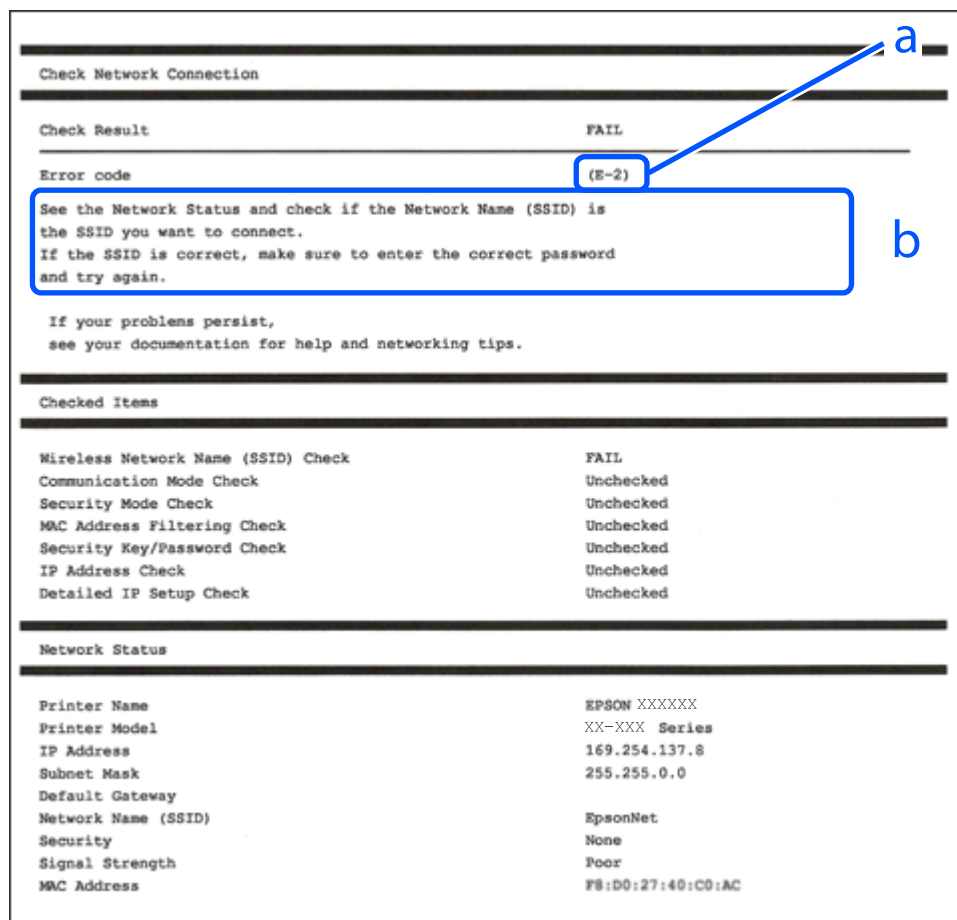 a
Check Network Connection
Check Result FAIL
Error code (E-2)
See the Network Status and check if the Network Name (SSID) is
the SSID you want to connect.
If the SSID is correct, make sure to enter the correct password
and try again.
b
If your problems persist,
see your documentation for help and networking tips.
Checked Items
Wireless Network Name (SSID) Check FAIL
Communication Mode Check Unchecked
Security Mode Check Unchecked
MAC Address Filtering Check Unchecked
Security Key/Password Check Unchecked
IP Address Check Unchecked
Detailed IP Setup Check Unchecked
Network Status
Printer Name EPSON XXXXXX
Printer Model XX-XXX Series
IP Address 169.254.137.8
Subnet Mask 255.255.0.0
Default Gateway
Network Name (SSID) EpsonNet
Security None
Signal Strength Poor
MAC Address F8:D0:27:40:C0:AC